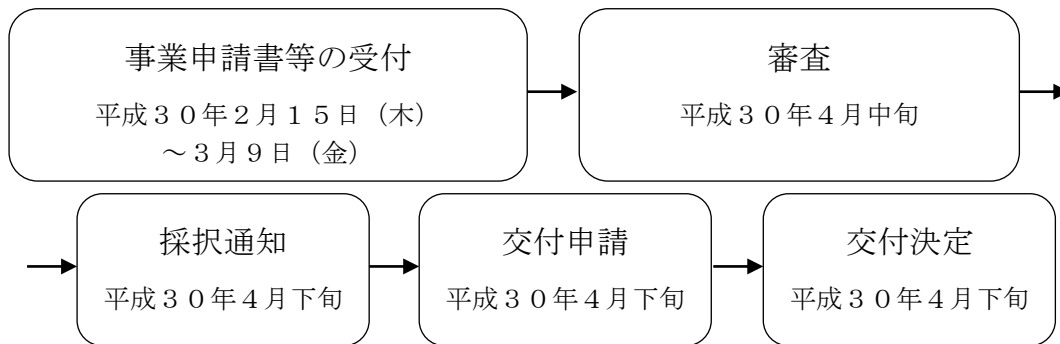 事業申請書等の受付
平成３０年２月１５日（木）
～３月９日（金）
審査
平成３０年４月中旬
採択通知
平成３０年４月下旬
交付申請
平成３０年４月下旬
交付決定
平成３０年４月下旬